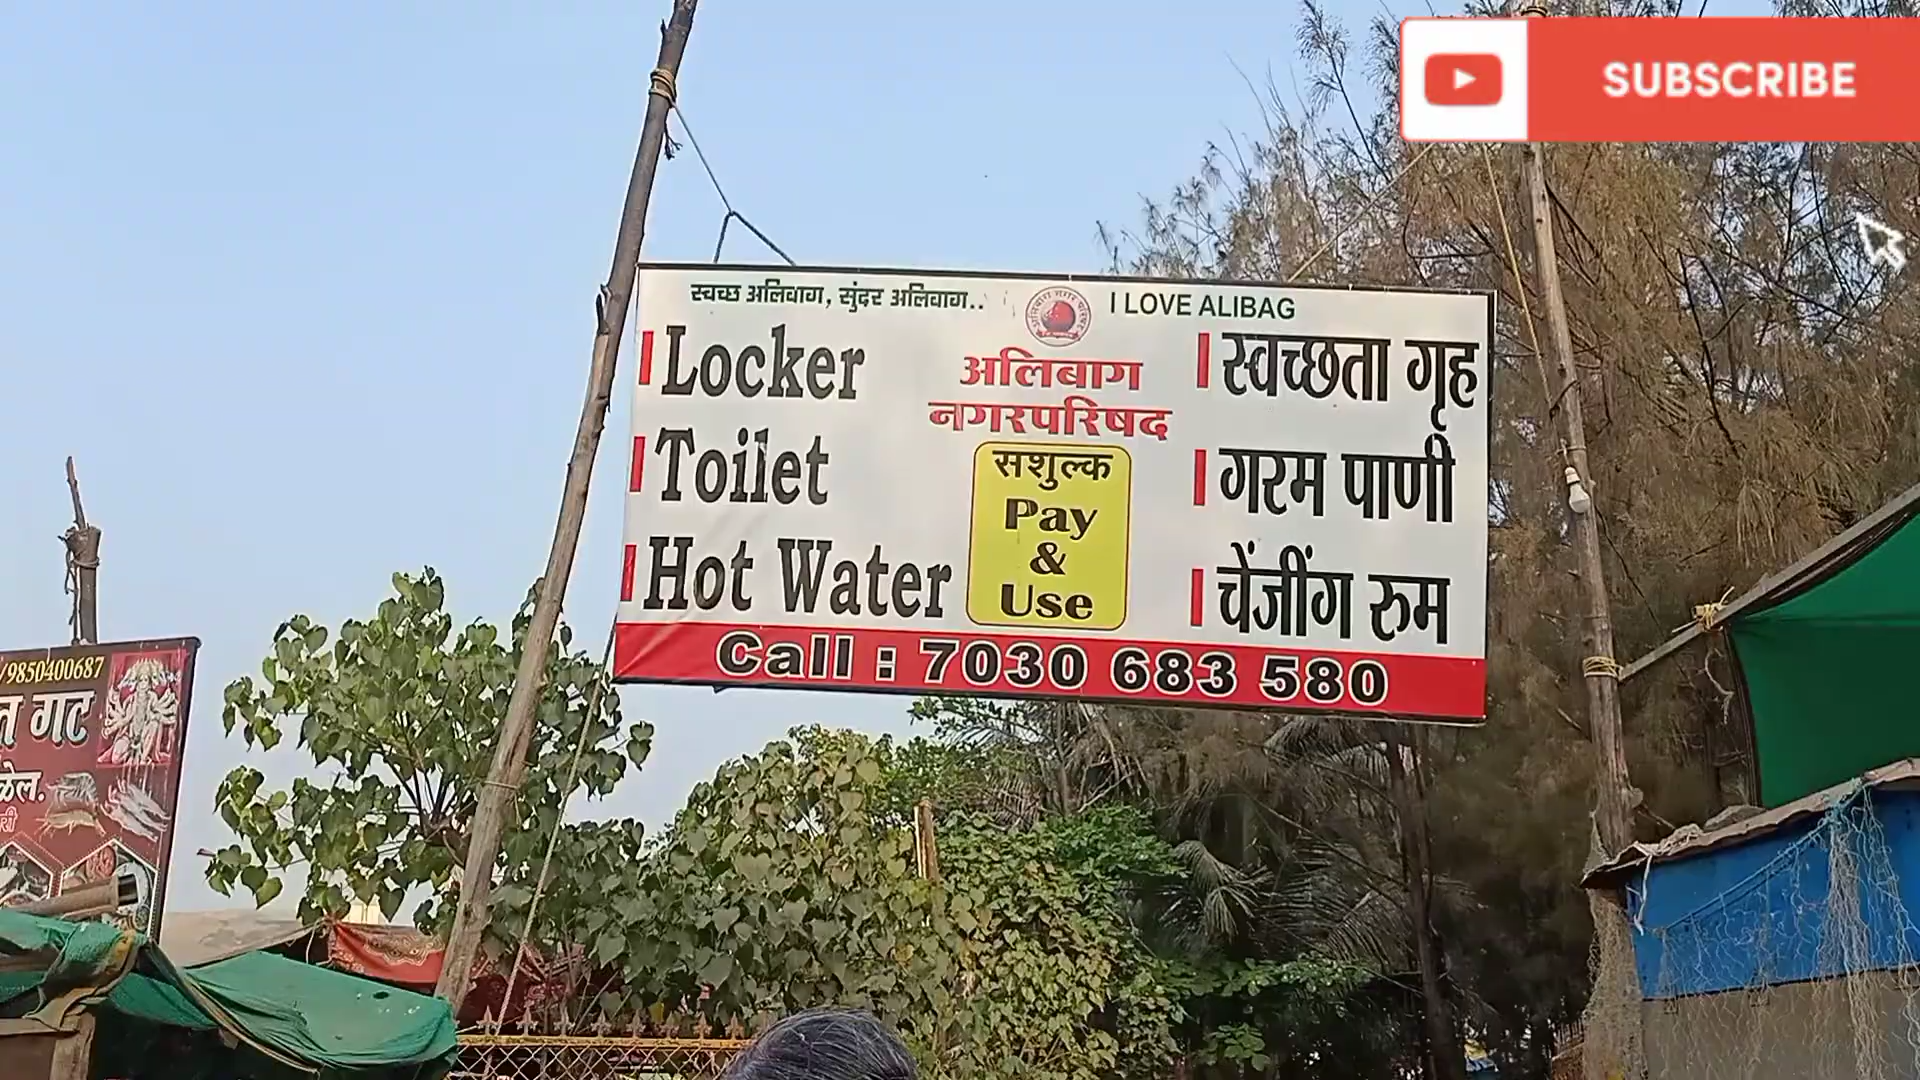 SUBSCRIBE
स्वच्छ अलिबाग, सुंदर अलिबाग..
I LOVE ALIBAG
Locker
Toilet
Hot Water
अलिबाग
नगरपरिषद
सशुल्क
Pay
&
Use
स्वच्छता गृह
गरम पाणी
चेंजींग रुम
Call : 7030 683 580
/9850400687
त गट
ळेल.